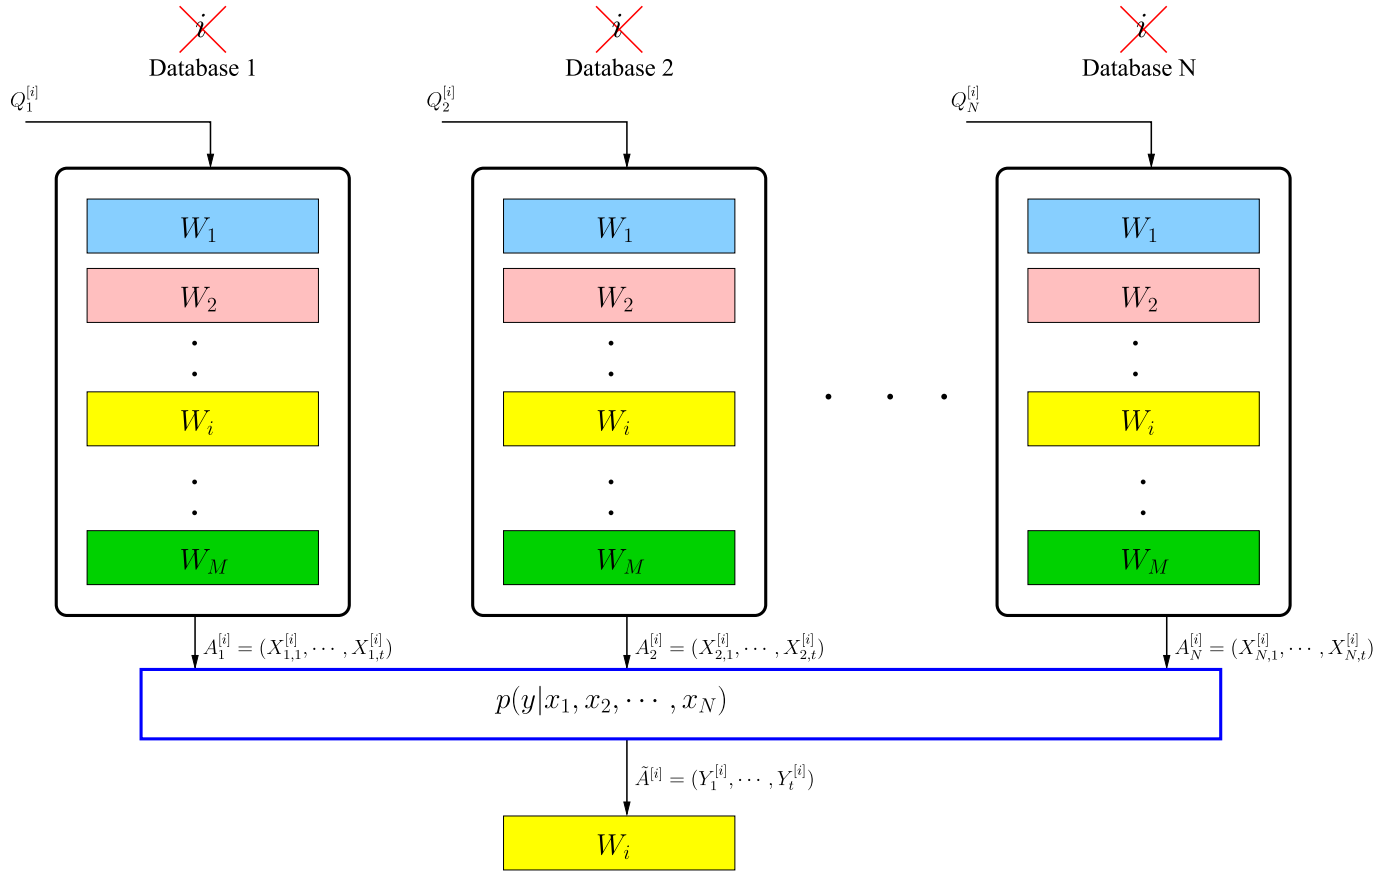 i i i
Database 1 Database 2 Database N
Q_1^{[i]} Q_2^{[i]} Q_N^{[i]}
W_1 W_1 W_1
W_2 W_2 W_2
W_i W_i W_i
W_M W_M W_M
A_1^{[i]} = (X_{1,1}^{[i]}, ⋯ , X_{1,t}^{[i]}) A_2^{[i]} = (X_{2,1}^{[i]}, ⋯ , X_{2,t}^{[i]}) A_N^{[i]} = (X_{N,1}^{[i]}, ⋯ , X_{N,t}^{[i]})
p(y|x_1, x_2, ⋯ , x_N)
Ã^{[i]} = (Y_1^{[i]}, ⋯ , Y_t^{[i]})
W_i